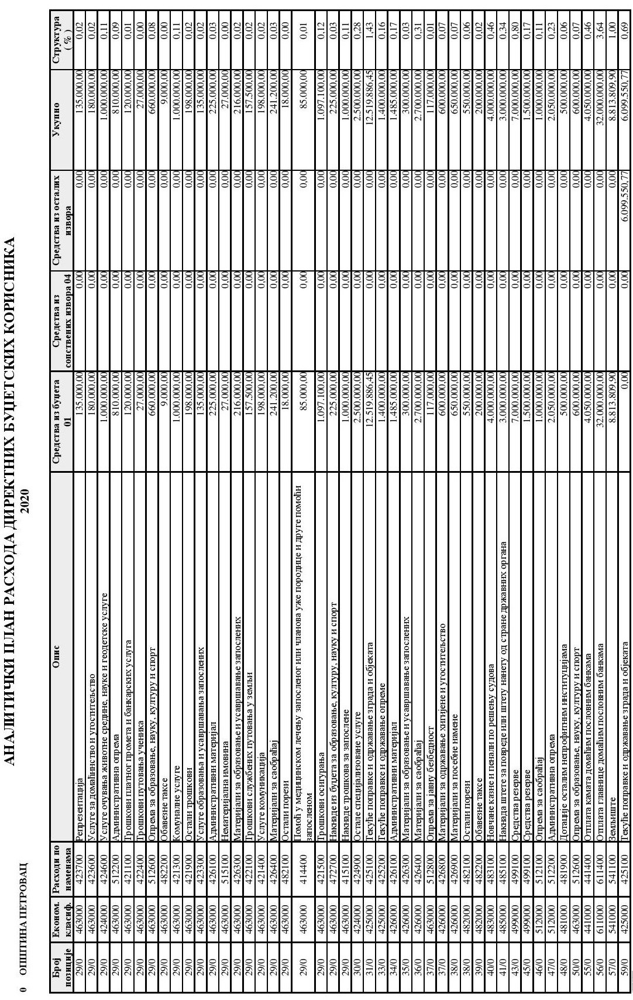 АНАЛИТИЧКИ ПЛАН РАСХОДА ДИРЕКТНИХ БУЏЕТСКИХ КОРИСНИКА
2020
0 ОПШТИНА ПЕТРОВАЦ
Број позиције Економ. класиф. Расходи по наменама Опис Средства из буџета 01 Средства из сопствених извора 04 Средства из осталих извора Укупно Структура ( % )
29/0 463000 423700 Репрезентација 135.000,00 0,00 0,00 135.000,00 0,02
29/0 463000 423600 Услуге за домаћинство и угоститељство 180.000,00 0,00 0,00 180.000,00 0,02
29/0 424000 424600 Услуге очувања животне средине, науке и геодетске услуге 1.000.000,00 0,00 0,00 1.000.000,00 0,11
29/0 463000 512200 Административна опрема 810.000,00 0,00 0,00 810.000,00 0,09
29/0 463000 421100 Трошкови платног промета и банкарских услуга 120.000,00 0,00 0,00 120.000,00 0,01
29/0 463000 422400 Трошкови путовања ученика 27.000,00 0,00 0,00 27.000,00 0,00
29/0 463000 512600 Опрема за образовање, науку, културу и спорт 660.000,00 0,00 0,00 660.000,00 0,08
29/0 463000 482200 Обавезне таксе 9.000,00 0,00 0,00 9.000,00 0,00
29/0 463000 421300 Комуналне услуге 1.000.000,00 0,00 0,00 1.000.000,00 0,11
29/0 463000 421900 Остали трошкови 198.000,00 0,00 0,00 198.000,00 0,02
29/0 463000 423300 Услуге образовања и усавршавања запослених 135.000,00 0,00 0,00 135.000,00 0,02
29/0 463000 426100 Административни материјал 225.000,00 0,00 0,00 225.000,00 0,03
29/0 463000 515100 Нематеријална имовина 27.000,00 0,00 0,00 27.000,00 0,00
29/0 463000 426300 Материјали за образовање и усавршавање запослених 216.000,00 0,00 0,00 216.000,00 0,02
29/0 463000 422100 Трошкови службених путовања у земљи 157.500,00 0,00 0,00 157.500,00 0,02
29/0 463000 421400 Услуге комуникација 198.000,00 0,00 0,00 198.000,00 0,02
29/0 463000 426400 Материјали за саобраћај 241.200,00 0,00 0,00 241.200,00 0,03
29/0 463000 482100 Остали порези 18.000,00 0,00 0,00 18.000,00 0,00
29/0 463000 414400 Помоћ у медицинском лечењу запосленог или чланова уже породице и друге помоћи
запосленом 85.000,00 0,00 0,00 85.000,00 0,01
29/0 463000 421500 Трошкови осигурања 1.097.100,00 0,00 0,00 1.097.100,00 0,12
29/0 463000 472700 Накнаде из буџета за образовање, културу, науку и спорт 225.000,00 0,00 0,00 225.000,00 0,03
29/0 463000 415100 Накнаде трошкова за запослене 1.000.000,00 0,00 0,00 1.000.000,00 0,11
30/0 424000 424900 Остале специјализоване услуге 2.500.000,00 0,00 0,00 2.500.000,00 0,28
31/0 425000 425100 Текуће поправке и одржавање зграда и објеката 12.519.886,45 0,00 0,00 12.519.886,45 1,43
33/0 425000 425200 Текуће поправке и одржавање опреме 1.400.000,00 0,00 0,00 1.400.000,00 0,16
34/0 426000 426100 Административни материјал 1.485.000,00 0,00 0,00 1.485.000,00 0,17
35/0 426000 426300 Материјали за образовање и усавршавање запослених 300.000,00 0,00 0,00 300.000,00 0,03
36/0 426000 426400 Материјали за саобраћај 2.700.000,00 0,00 0,00 2.700.000,00 0,31
37/0 463000 512800 Опрема за јавну безбедност 117.000,00 0,00 0,00 117.000,00 0,01
37/0 426000 426800 Материјали за одржавање хигијене и угоститељство 600.000,00 0,00 0,00 600.000,00 0,07
38/0 426000 426900 Материјали за посебне намене 650.000,00 0,00 0,00 650.000,00 0,07
38/0 482000 482100 Остали порези 550.000,00 0,00 0,00 550.000,00 0,06
39/0 482000 482200 Обавезне таксе 200.000,00 0,00 0,00 200.000,00 0,02
40/0 483000 483100 Новчане казне и пенали по решењу судова 4.000.000,00 0,00 0,00 4.000.000,00 0,46
41/0 485000 485100 Накнада штете за повреде или штету нанету од стране државних органа 3.000.000,00 0,00 0,00 3.000.000,00 0,34
43/0 499000 499100 Средства резерве 7.000.000,00 0,00 0,00 7.000.000,00 0,80
45/0 499000 499100 Средства резерве 1.500.000,00 0,00 0,00 1.500.000,00 0,17
46/0 512000 512100 Опрема за саобраћај 1.000.000,00 0,00 0,00 1.000.000,00 0,11
47/0 512000 512200 Административна опрема 2.050.000,00 0,00 0,00 2.050.000,00 0,23
48/0 481000 481900 Дотације осталим непрофитним институцијама 500.000,00 0,00 0,00 500.000,00 0,06
50/0 463000 512600 Опрема за образовање, науку, културу и спорт 600.000,00 0,00 0,00 600.000,00 0,07
55/0 441000 441400 Отплата камата домаћим пословним банкама 4.050.000,00 0,00 0,00 4.050.000,00 0,46
56/0 611000 611400 Отплата главнице домаћим пословним банкама 32.000.000,00 0,00 0,00 32.000.000,00 3,64
57/0 541000 541100 Земљиште 8.813.809,90 0,00 0,00 8.813.809,90 1,00
59/0 425000 425100 Текуће поправке и одржавање зграда и објеката 0,00 0,00 6.099.550,77 6.099.550,77 0,69